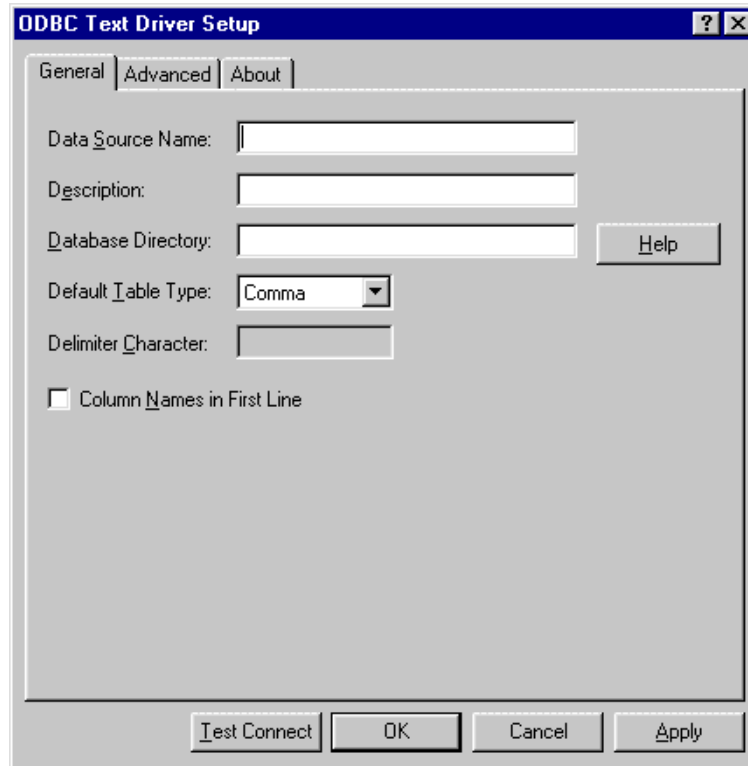 ODBC Text Driver Setup
General Advanced About
Data Source Name:
Description:
Database Directory:
Help
Default Table Type: Comma
Delimiter Character:
Column Names in First Line
Test Connect OK Cancel Apply